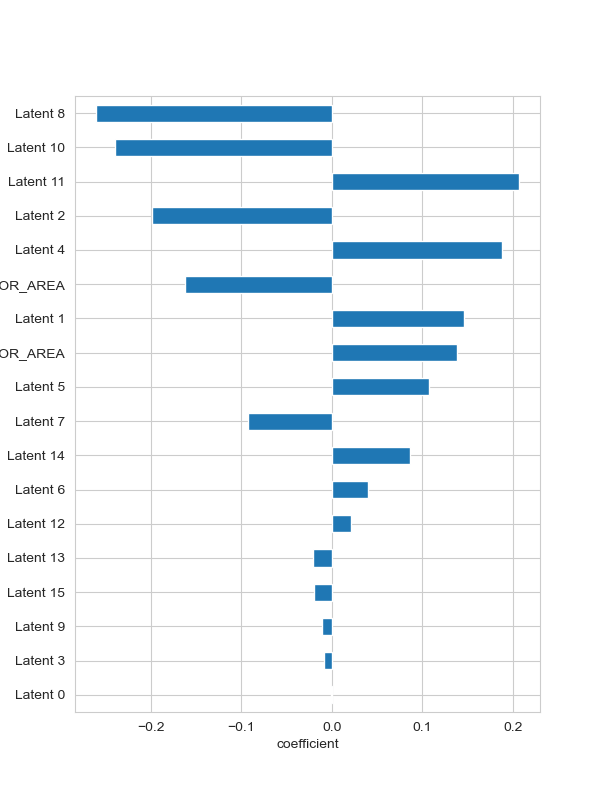 Latent 8
Latent 10
Latent 11
Latent 2
Latent 4
OR_AREA
Latent 1
OR_AREA
Latent 5
Latent 7
Latent 14
Latent 6
Latent 12
Latent 13
Latent 15
Latent 9
Latent 3
Latent 0
−0.2 −0.1 0.0 0.1 0.2
coefficient